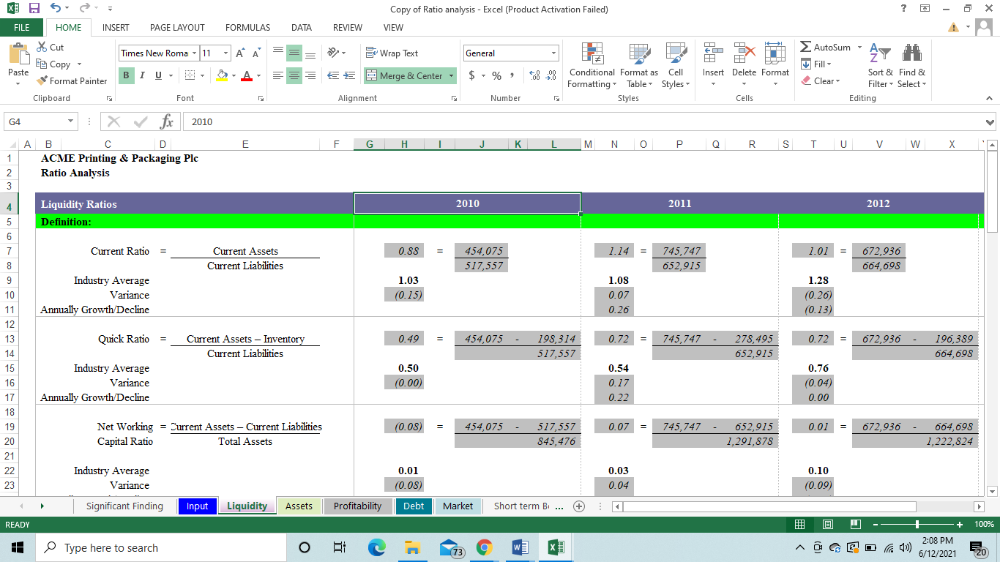 Copy of Ratio analysis - Excel (Product Activation Failed)
FILE HOME INSERT PAGE LAYOUT FORMULAS DATA REVIEW VIEW
Paste Cut Copy Format Painter
Times New Roma 11
B I U A
Wrap Text
Merge & Center
General
$ % ,
Conditional Formatting Format as Table Cell Styles
Insert Delete Format
AutoSum Fill Clear
Sort & Filter Find & Select
Clipboard Font Alignment Number Styles Cells Editing
G4 fx 2010
A B C D E F G H I J K L M N O P Q R S T U V W X
1 ACME Printing & Packaging Plc
2 Ratio Analysis
3
4 Liquidity Ratios 2010 2011 2012
5 Definition:
6
7 Current Ratio = Current Assets 0.88 = 454,075 1.14 = 745,747 1.01 = 672,936
8 Current Liabilities 517,557 652,915 664,698
9 Industry Average 1.03 1.08 1.28
10 Variance (0.15) 0.07 (0.26)
11 Annually Growth/Decline 0.26 (0.13)
12
13 Quick Ratio = Current Assets – Inventory 0.49 = 454,075 - 198,314 0.72 = 745,747 - 278,495 0.72 = 672,936 - 196,389
14 Current Liabilities 517,557 652,915 664,698
15 Industry Average 0.50 0.54 0.76
16 Variance (0.00) 0.17 (0.04)
17 Annually Growth/Decline 0.22 0.00
18
19 Net Working = Current Assets – Current Liabilities (0.08) = 454,075 - 517,557 0.07 = 745,747 - 652,915 0.01 = 672,936 - 664,698
20 Capital Ratio Total Assets 845,476 1,291,878 1,222,824
21
22 Industry Average 0.01 0.03 0.10
23 Variance (0.08) 0.04 (0.09)
Significant Finding Input Liquidity Assets Profitability Debt Market Short term B ...
READY 100%
Type here to search
73
2:08 PM
6/12/2021
20